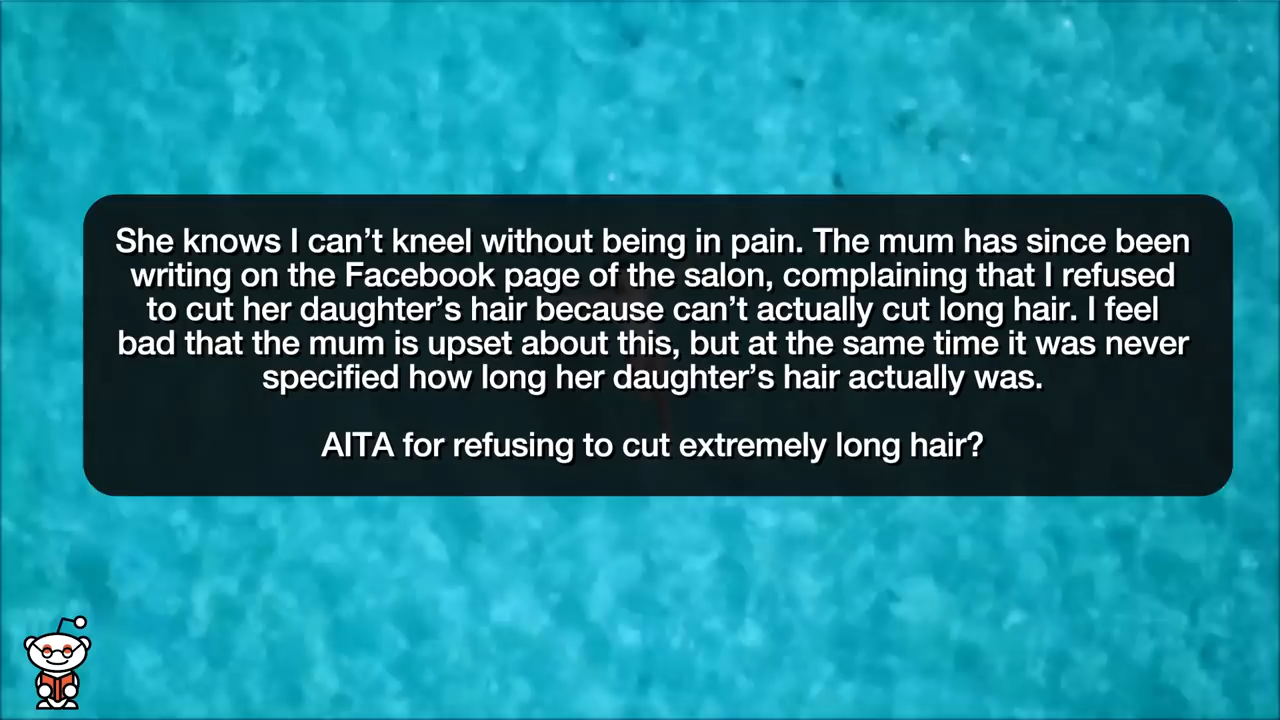 She knows I can’t kneel without being in pain. The mum has since been
writing on the Facebook page of the salon, complaining that I refused
to cut her daughter’s hair because can’t actually cut long hair. I feel
bad that the mum is upset about this, but at the same time it was never
specified how long her daughter’s hair actually was.
AITA for refusing to cut extremely long hair?